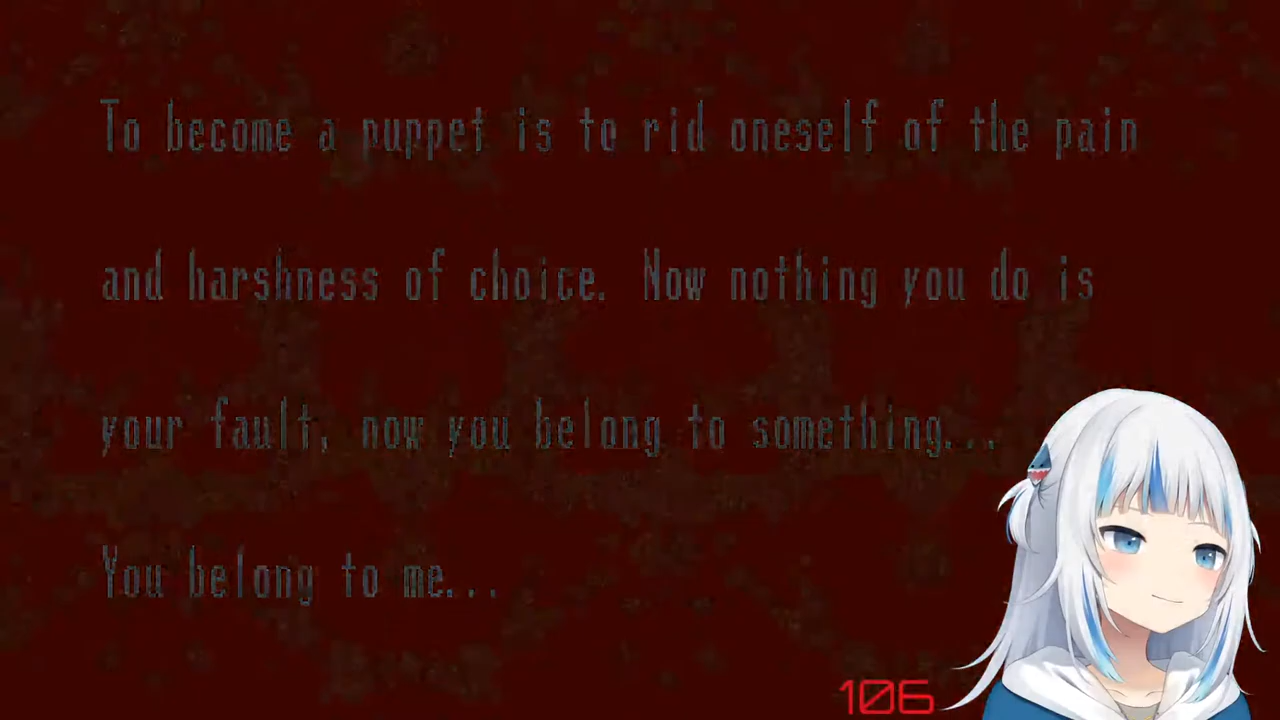 To become a puppet is to rid oneself of the pain
and harshness of choice. Now nothing you do is
your fault, now you belong to something...
You belong to me...
106